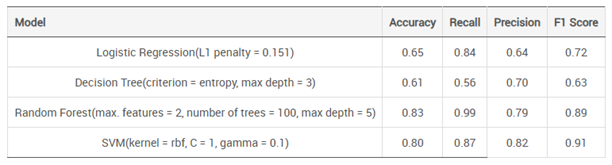 Model Accuracy Recall Precision F1 Score
Logistic Regression(L1 penalty = 0.151) 0.65 0.84 0.64 0.72
Decision Tree(criterion = entropy, max depth = 3) 0.61 0.56 0.70 0.63
Random Forest(max. features = 2, number of trees = 100, max depth = 5) 0.83 0.99 0.79 0.89
SVM(kernel = rbf, C = 1, gamma = 0.1) 0.80 0.87 0.82 0.91